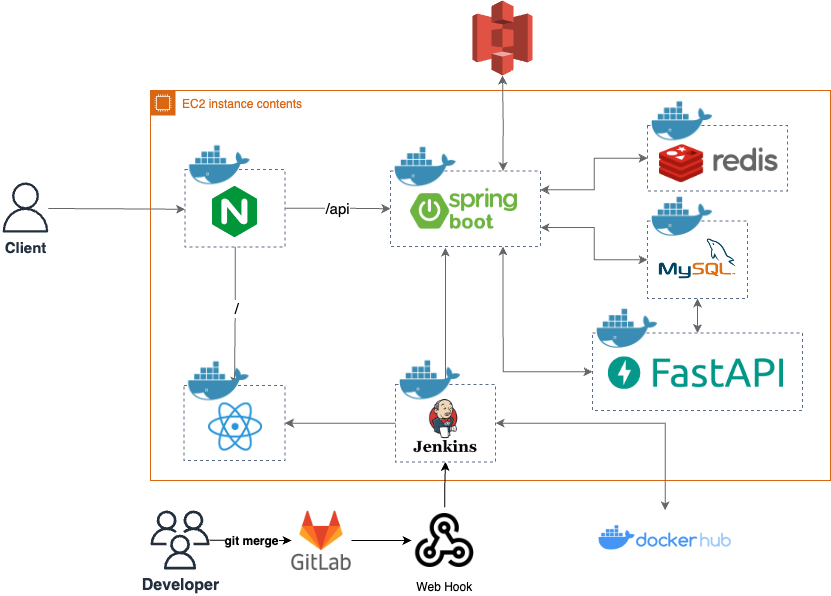 EC2 instance contents
redis
/api
spring
boot
Client
MySQL
/
FastAPI
Jenkins
git merge
GitLab
docker hub
Developer
Web Hook